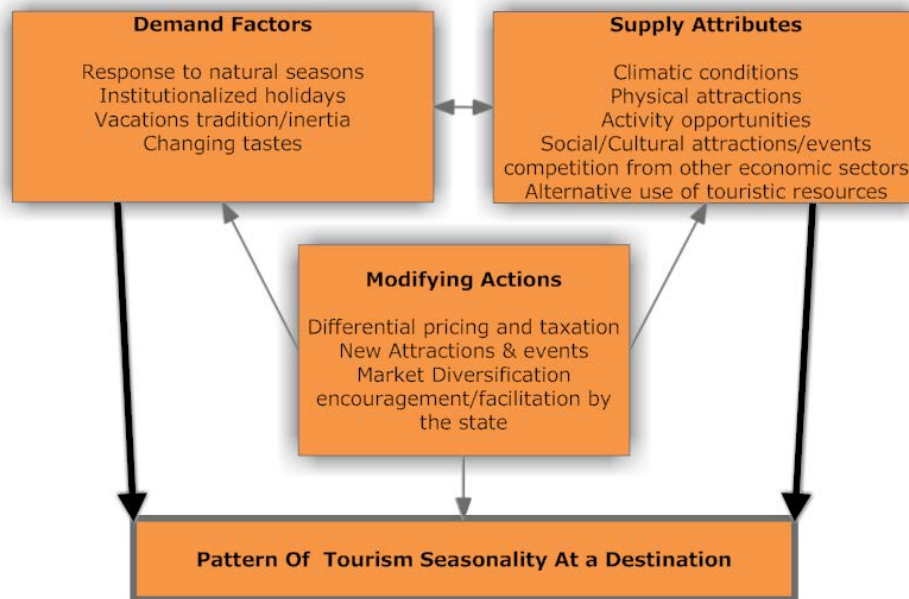 Demand Factors
Response to natural seasons
Institutionalized holidays
Vacations tradition/inertia
Changing tastes
Supply Attributes
Climatic conditions
Physical attractions
Activity opportunities
Social/Cultural attractions/events
competition from other economic sectors
Alternative use of touristic resources
Modifying Actions
Differential pricing and taxation
New Attractions & events
Market Diversification
encouragement/facilitation by
the state
Pattern Of Tourism Seasonality At a Destination